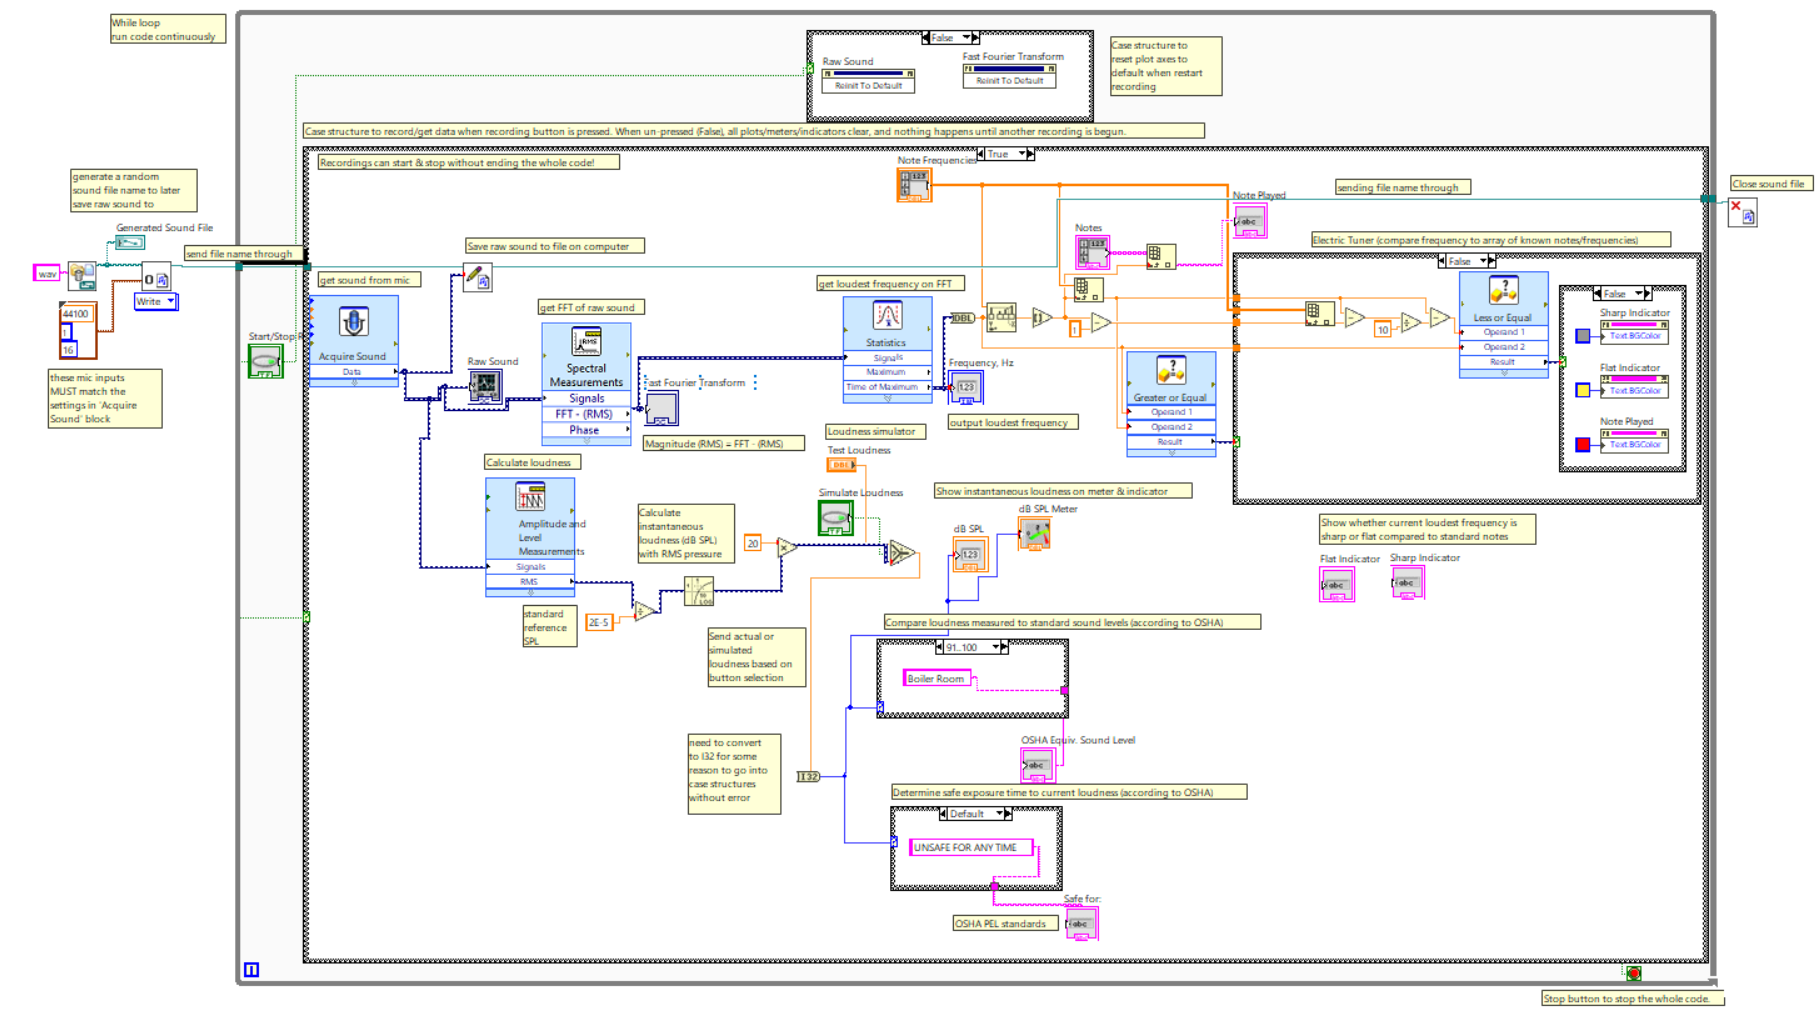 While loop
run code continuously
False
Raw Sound
Reinit To Default
Fast Fourier Transform
Reinit To Default
Case structure to
reset plot axes to
default when restart
recording
Case structure to record/get data when recording button is pressed. When un-pressed (False), all plots/meters/indicators clear, and nothing happens until another recording is begun.
True
Recordings can start & stop without ending the whole code!
Note Frequencies
generate a random
sound file name to later
save raw sound to
Generated Sound File
send file name through
wav
Write
44100
1
16
these mic inputs
MUST match the
settings in 'Acquire
Sound' block
Start/Stop R
get sound from mic
Acquire Sound
Data
Save raw sound to file on computer
Raw Sound
get FFT of raw sound
Spectral
Measurements
Signals
FFT - (RMS)
Phase
Fast Fourier Transform
Magnitude (RMS) = FFT - (RMS)
get loudest frequency on FFT
Statistics
Signals
Maximum
Time of Maximum
DBL
Frequency, Hz
1.23
output loudest frequency
Notes
Note Played
abc
sending file name through
Close sound file
1
Greater or Equal
Operand 1
Operand 2
Result
Electric Tuner (compare frequency to array of known notes/frequencies)
False
10
Less or Equal
Operand 1
Operand 2
Result
False
Sharp Indicator
Text.BGColor
Flat Indicator
Text.BGColor
Note Played
Text.BGColor
Show whether current loudest frequency is
sharp or flat compared to standard notes
Flat Indicator
abc
Sharp Indicator
abc
Calculate loudness
Amplitude and
Level
Measurements
Signals
RMS
standard
reference
SPL
2E-5
LOG
Calculate
instantaneous
loudness (dB SPL)
with RMS pressure
20
Loudness simulator
Test Loudness
DBL
Simulate Loudness
TF
Show instantaneous loudness on meter & indicator
dB SPL
1.23
dB SPL Meter
Send actual or
simulated
loudness based on
button selection
Compare loudness measured to standard sound levels (according to OSHA)
91..100
Boiler Room
OSHA Equiv. Sound Level
abc
need to convert
to I32 for some
reason to go into
case structures
without error
I32
Determine safe exposure time to current loudness (according to OSHA)
Default
UNSAFE FOR ANY TIME
Safe for:
abc
OSHA PEL standards
i
Stop button to stop the whole code.